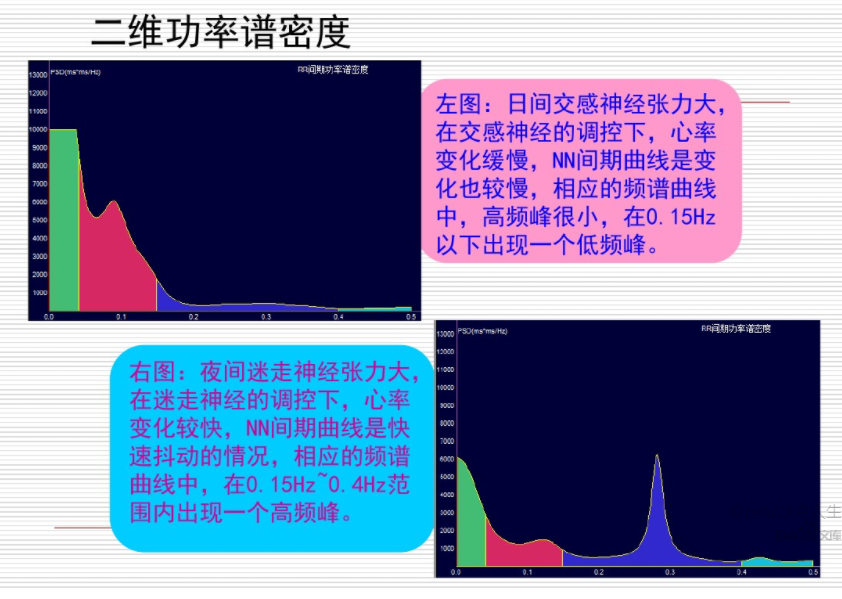 二维功率谱密度
PSD(ms*ms/Hz)
RR间期功率谱密度
13000
12000
11000
10000
9000
8000
7000
6000
5000
4000
3000
2000
1000
0.0 0.1 0.2 0.3 0.4 0.5
左图：日间交感神经张力大，
在交感神经的调控下，心率
变化缓慢，NN间期曲线是变
化也较慢，相应的频谱曲线
中，高频峰很小，在0.15Hz
以下出现一个低频峰。
右图：夜间迷走神经张力大，
在迷走神经的调控下，心率
变化较快，NN间期曲线是快
速抖动的情况，相应的频谱
曲线中，在0.15Hz~0.4Hz范
围内出现一个高频峰。
PSD(ms*ms/Hz)
RR间期功率谱密度
13000
12000
11000
10000
9000
8000
7000
6000
5000
4000
3000
2000
1000
0.0 0.1 0.2 0.3 0.4 0.5
人生
文库